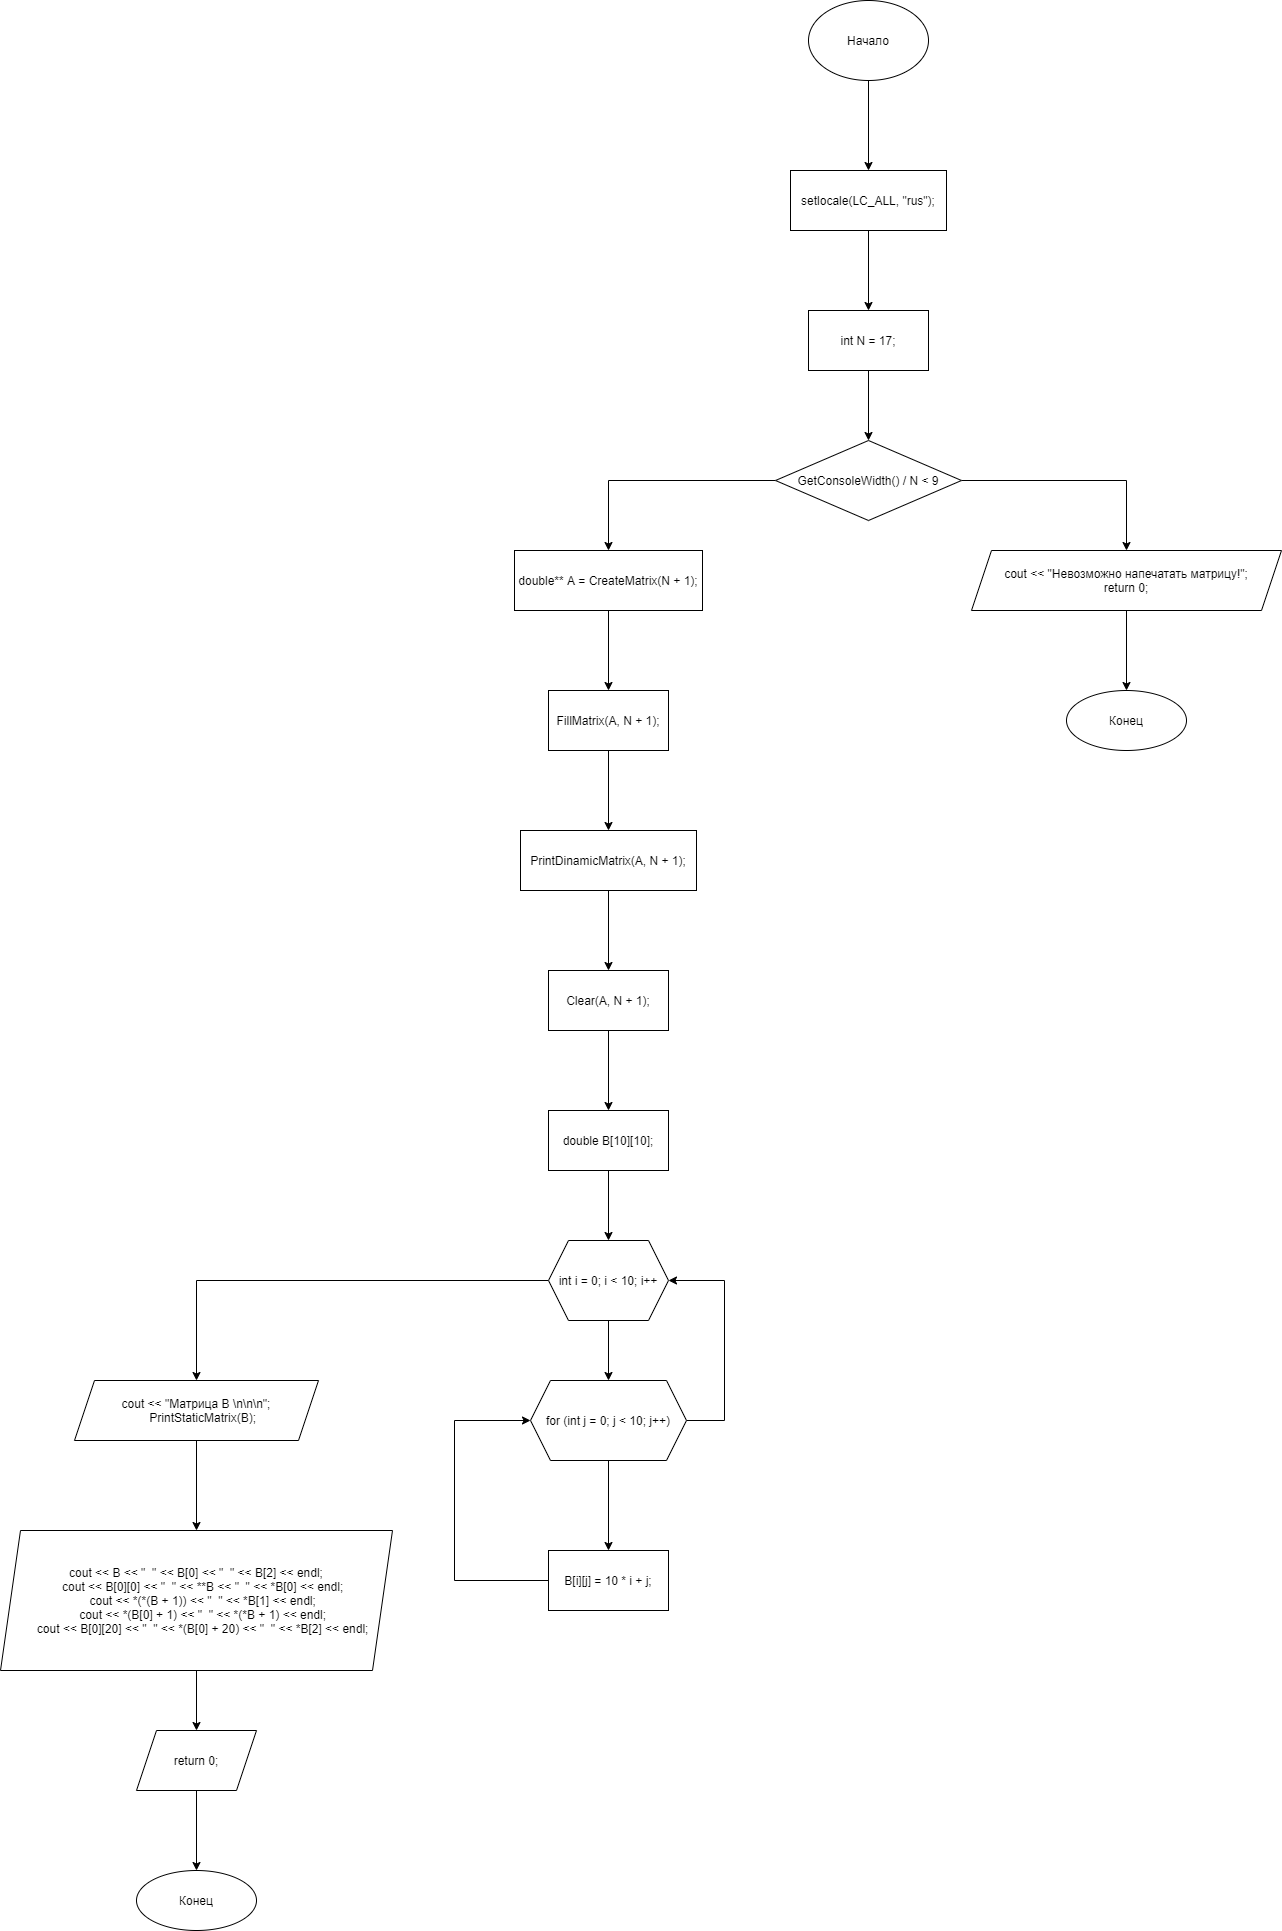 Начало
setlocale(LC_ALL, "rus");
int N = 17;
GetConsoleWidth() / N < 9
double** A = CreateMatrix(N + 1);
cout << "Невозможно напечатать матрицу!";
return 0;
FillMatrix(A, N + 1);
Конец
PrintDinamicMatrix(A, N + 1);
Clear(A, N + 1);
double B[10][10];
int i = 0; i < 10; i++
cout << "Матрица B \n\n\n";
PrintStaticMatrix(B);
for (int j = 0; j < 10; j++)
B[i][j] = 10 * i + j;
cout << B << "  " << B[0] << "  " << B[2] << endl;
cout << B[0][0] << "  " << **B << "  " << *B[0] << endl;
cout << *(*(B + 1)) << "  " << *B[1] << endl;
cout << *(B[0] + 1) << "  " << *(*B + 1) << endl;
cout << B[0][20] << "  " << *(B[0] + 20) << "  " << *B[2] << endl;
return 0;
Конец